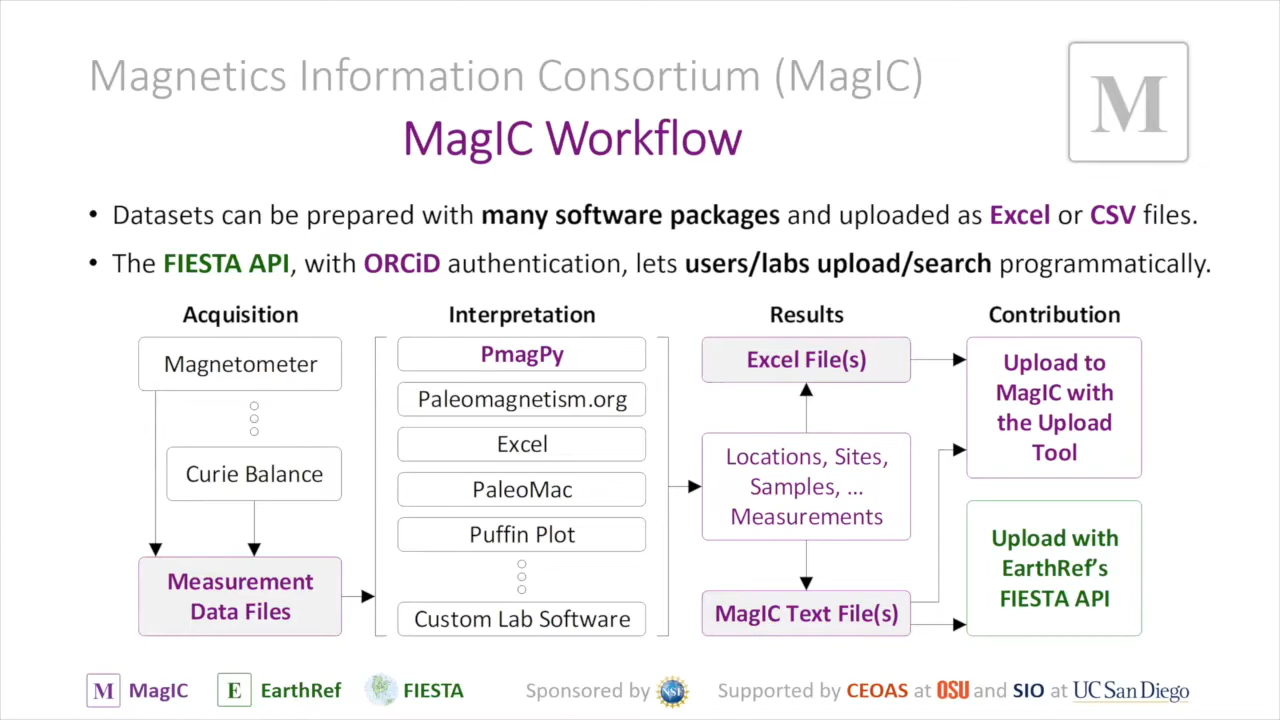 Magnetics Information Consortium (MagIC)
M
MagIC Workflow
• Datasets can be prepared with many software packages and uploaded as Excel or CSV files.
• The FIESTA API, with ORCiD authentication, lets users/labs upload/search programmatically.
Acquisition
Magnetometer
Curie Balance
Measurement
Data Files
Interpretation
PmagPy
Paleomagnetism.org
Excel
PaleoMac
Puffin Plot
Custom Lab Software
Results
Excel File(s)
Locations, Sites,
Samples, ...
Measurements
MagIC Text File(s)
Contribution
Upload to
MagIC with
the Upload
Tool
Upload with
EarthRef's
FIESTA API
M MagIC E EarthRef FIESTA Sponsored by NSF Supported by CEOAS at OSU and SIO at UC San Diego